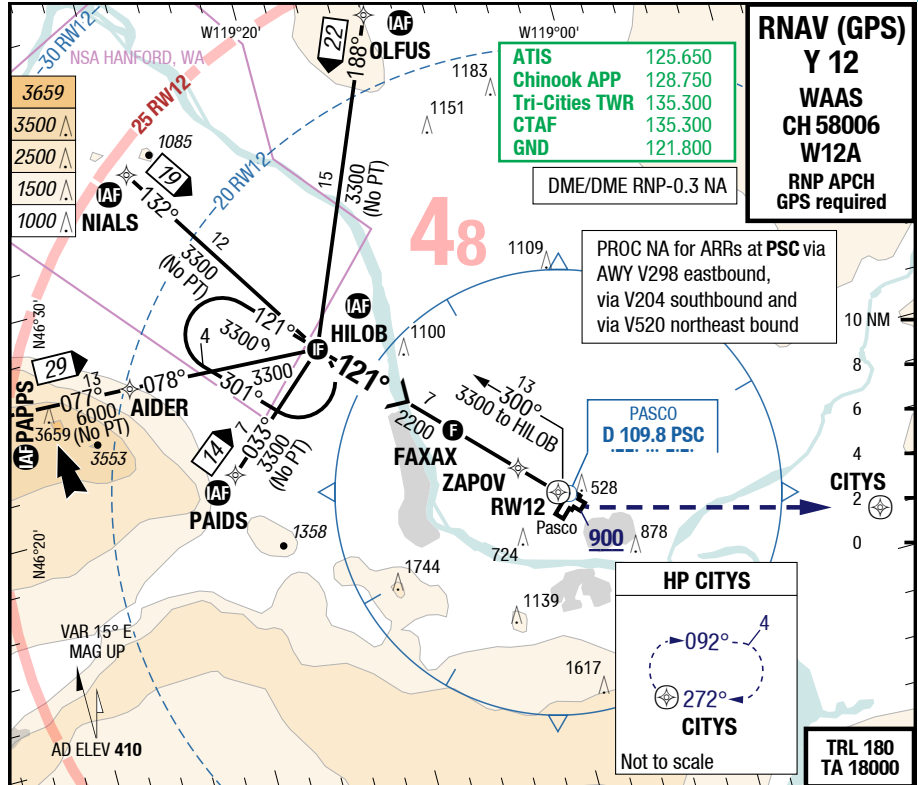 RNAV (GPS)
Y 12
WAAS
CH 58006
W12A
RNP APCH
GPS required
W119°20'
W119°00'
30 RW12
NSA HANFORD, WA
25 RW12
20 RW12
3659
3500
2500
1500
1000
IAF
OLFUS
22
188°
15
3300
(No PT)
1183
1151
ATIS 125.650
Chinook APP 128.750
Tri-Cities TWR 135.300
CTAF 135.300
GND 121.800
DME/DME RNP-0.3 NA
1085
19
IAF
NIALS
132°
12
3300
(No PT)
48
1109
PROC NA for ARRs at PSC via
AWY V298 eastbound,
via V204 southbound and
via V520 northeast bound
N46°30'
IAF
HILOB
IF
121°
3300
4
301°
121°
1100
10 NM
8
6
4
2
0
29
13
077°
6000
(No PT)
IAF
PAPPS
3659
3553
AIDER
078°
3300
14
7
033°
3300
(No PT)
IAF
PAIDS
7
2200
F
FAXAX
ZAPOV
RW12
13
300°
3300 to HILOB
PASCO
D 109.8 PSC
528
Pasco
900
878
724
CITYS
N46°20'
1358
1744
1139
1617
HP CITYS
092°
4
272°
CITYS
Not to scale
VAR 15° E
MAG UP
AD ELEV 410
TRL 180
TA 18000